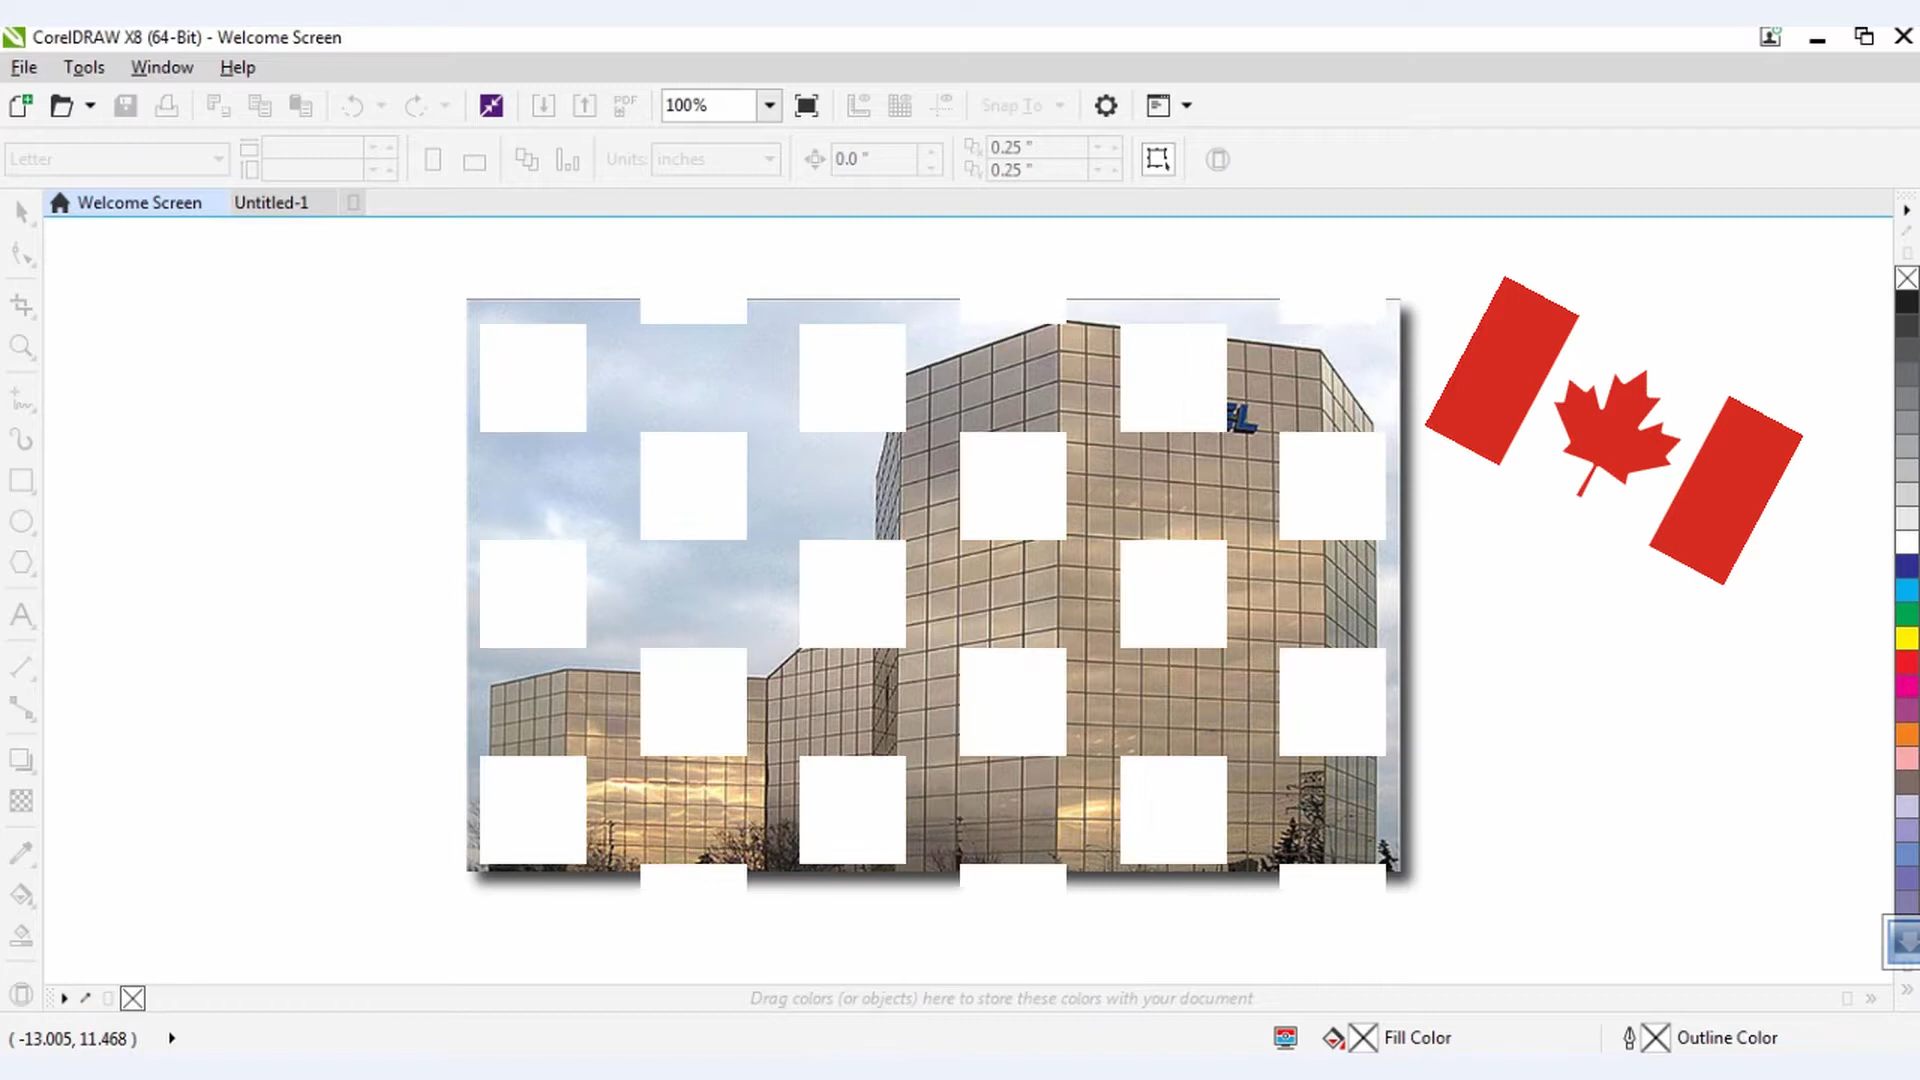 CorelDRAW X8 (64-Bit) - Welcome Screen
File Tools Window Help
PDF 100% Snap To
Letter Units: inches 0.0 " 0.25 "
0.25 "
Welcome Screen Untitled-1
EL
A
Drag colors (or objects) here to store these colors with your document
( -13.005, 11.468 ) Fill Color Outline Color